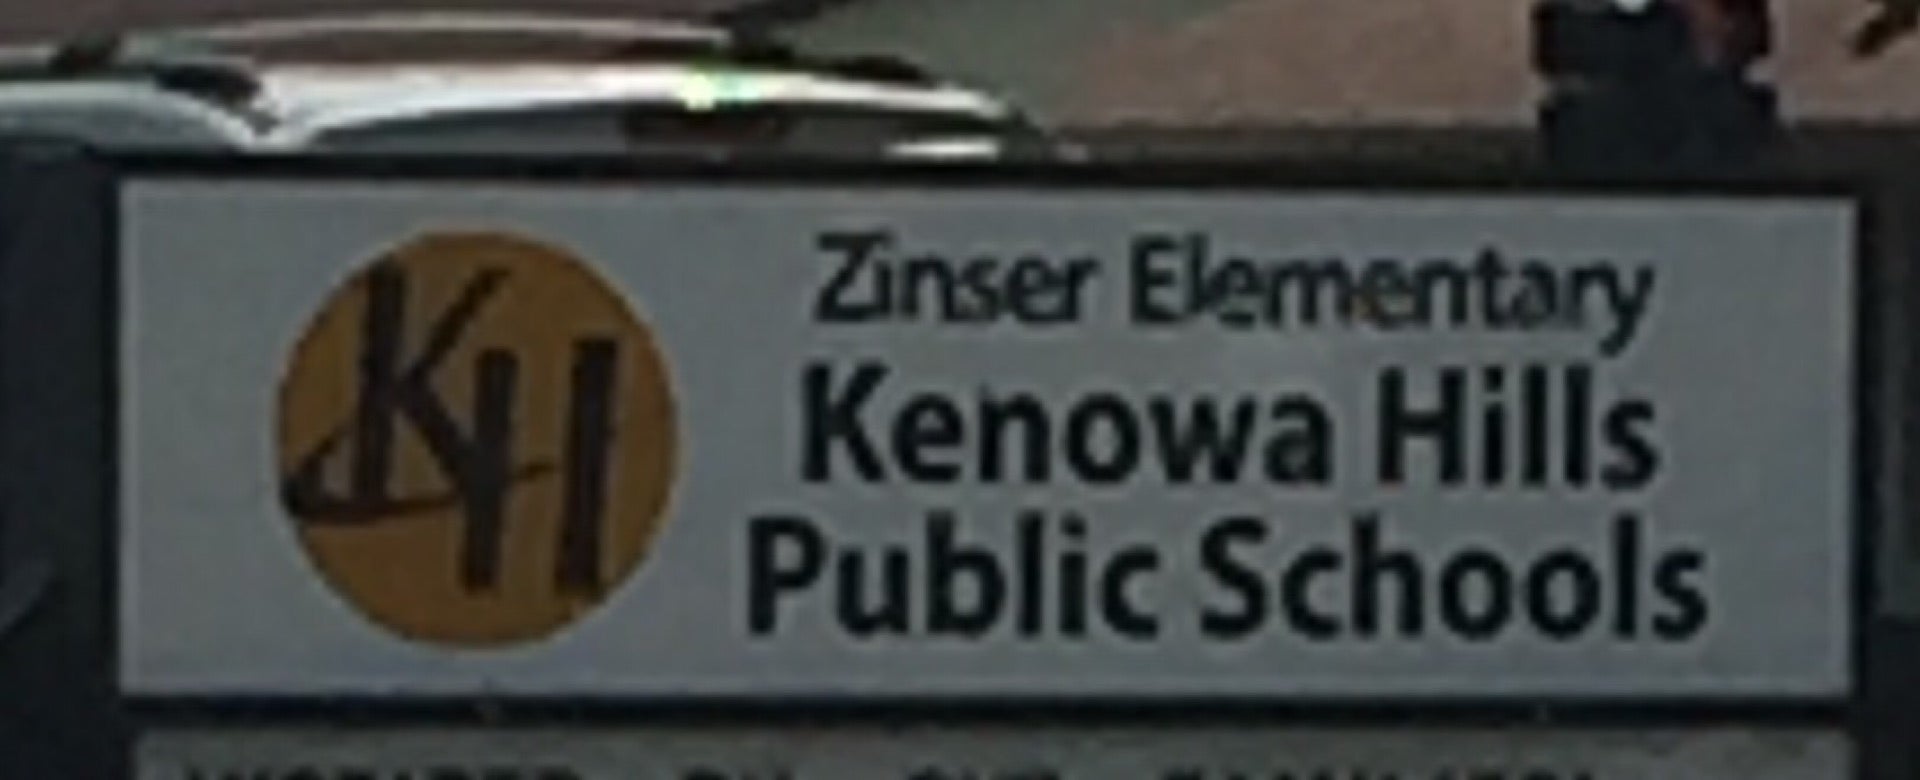 KH
Zinser Elementary
Kenowa Hills
Public Schools